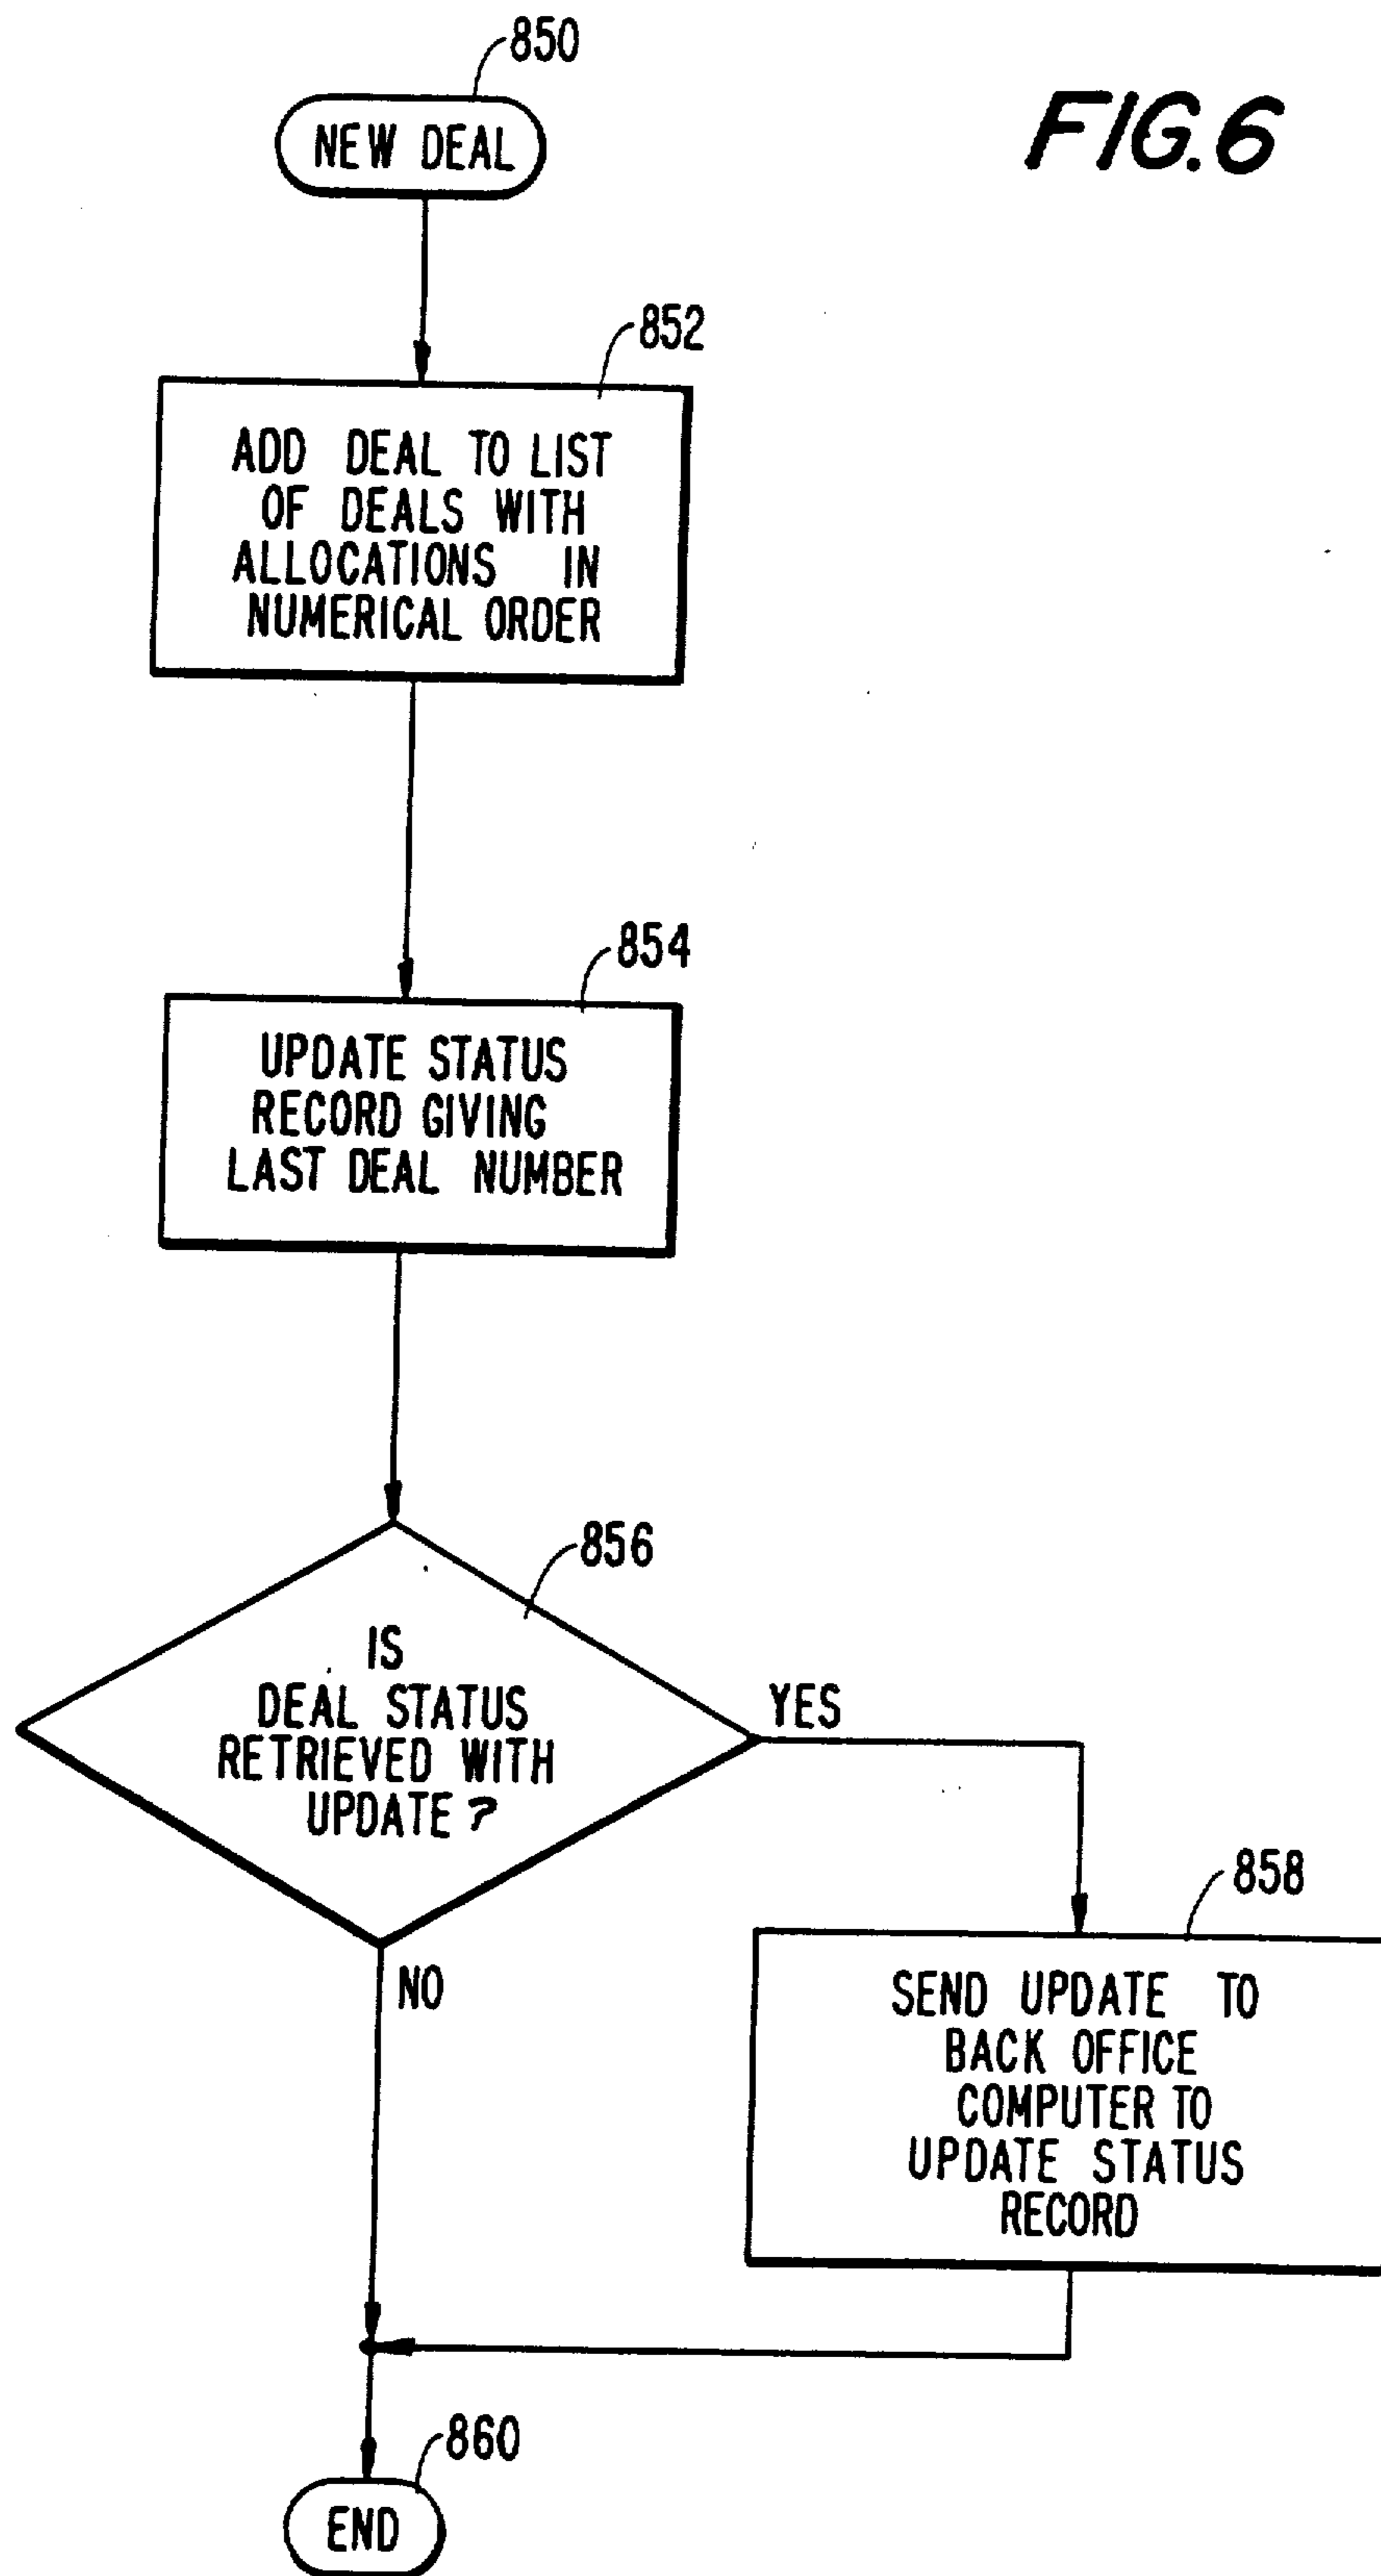 850
NEW DEAL
FIG.6
852
ADD DEAL TO LIST
OF DEALS WITH
ALLOCATIONS IN
NUMERICAL ORDER
854
UPDATE STATUS
RECORD GIVING
LAST DEAL NUMBER
856
IS
DEAL STATUS
RETRIEVED WITH
UPDATE?
YES
NO
858
SEND UPDATE TO
BACK OFFICE
COMPUTER TO
UPDATE STATUS
RECORD
860
END